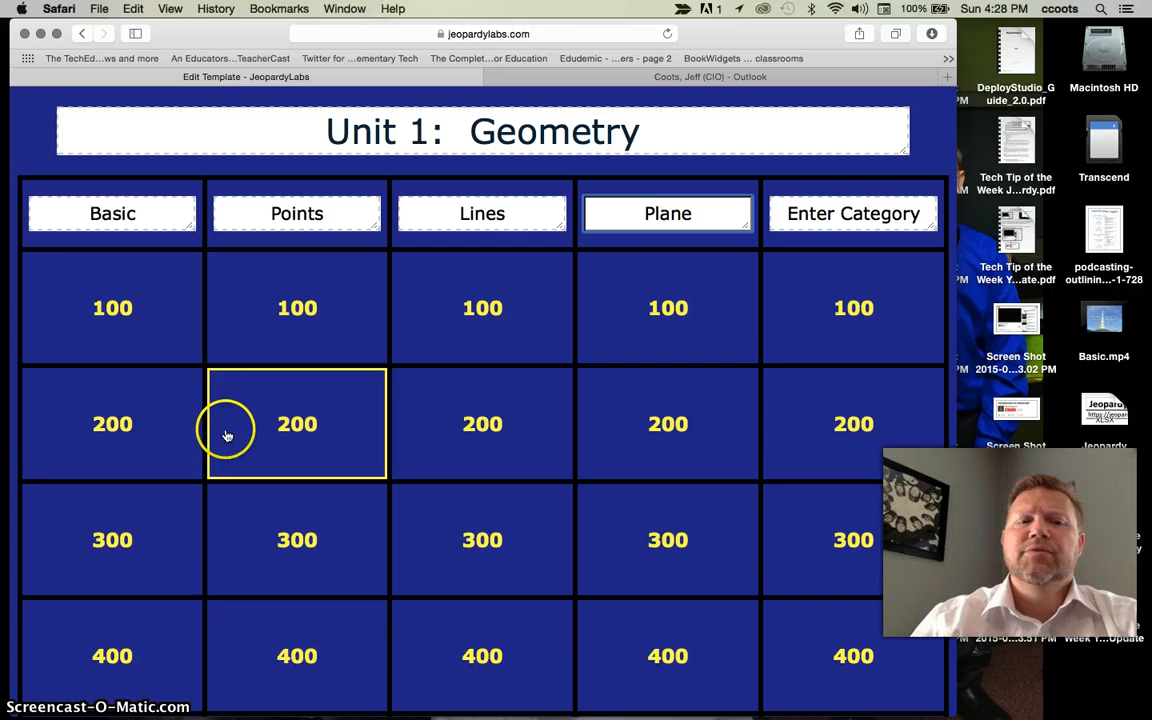 Safari File Edit View History Bookmarks Window Help 1 100% Sun 4:28 PM ccoots
jeopardylabs.com
The TechEd...ws and more An Educators...TeacherCast Twitter for ...ementary Tech The Complet...or Education Edudemic - ...ers - page 2 BookWidgets ... classrooms >>
Edit Template - JeopardyLabs Coots, Jeff (CIO) - Outlook +
Unit 1: Geometry
Basic Points Lines Plane Enter Category
100 100 100 100 100
200 200 200 200 200
300 300 300 300 300
400 400 400 400 400
DeployStudio_G
uide_2.0.pdf
Macintosh HD
Tech Tip of the
Week J...rdy.pdf
Transcend
Tech Tip of the
Week Y...ate.pdf
podcasting-
outlinin...-1-728
Screen Shot
2015-0...3.02 PM
Basic.mp4
Screen Shot
Jeopardy
Screencast-O-Matic.com